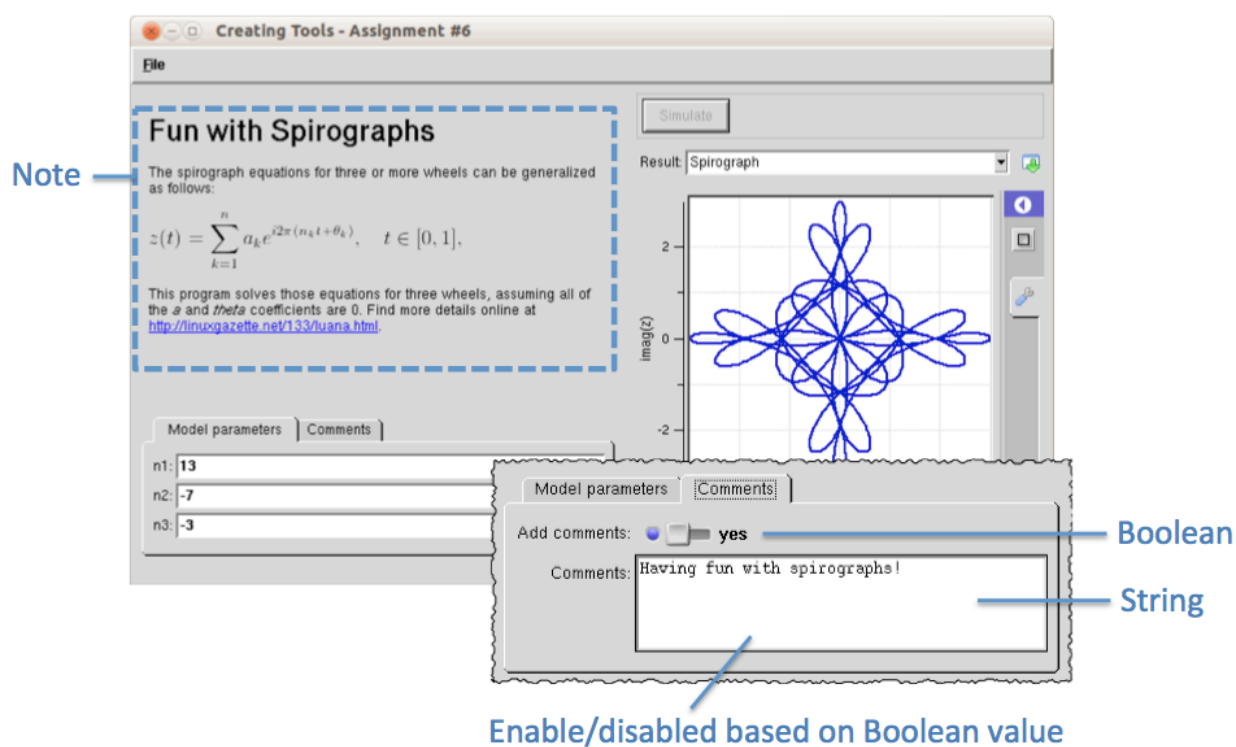 Creating Tools - Assignment #6
File
Note
Fun with Spirographs
The spirograph equations for three or more wheels can be generalized
as follows:
z(t) = \sum_{k=1}^{n} a_k e^{i2\pi(n_k t+\theta_k)}, t ∈ [0, 1],
This program solves those equations for three wheels, assuming all of
the a and theta coefficients are 0. Find more details online at
http://linuxgazette.net/133/luana.html.
Simulate
Result: Spirograph
imag(z)
2
0
-2
Model parameters Comments
n1: 13
n2: -7
n3: -3
Model parameters Comments
Add comments: yes
Boolean
Comments: Having fun with spirographs!
String
Enable/disabled based on Boolean value